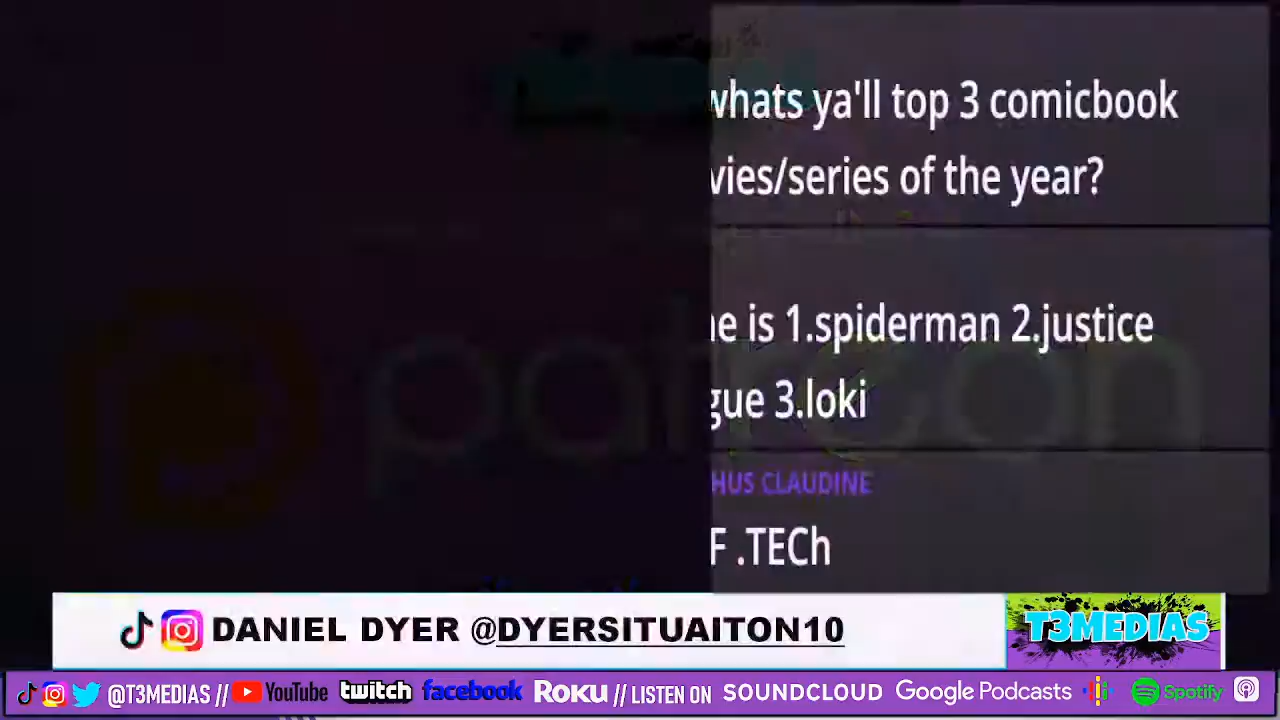 whats ya'll top 3 comicbook
vies/series of the year?
e is 1.spiderman 2.justice
gue 3.loki
patreon
HUS CLAUDINE
F .TECh
DANIEL DYER @DYERSITUAITON10
T3MEDIAS
@T3MEDIAS // YouTube twitch facebook ROKU // LISTEN ON SOUNDCLOUD Google Podcasts Spotify